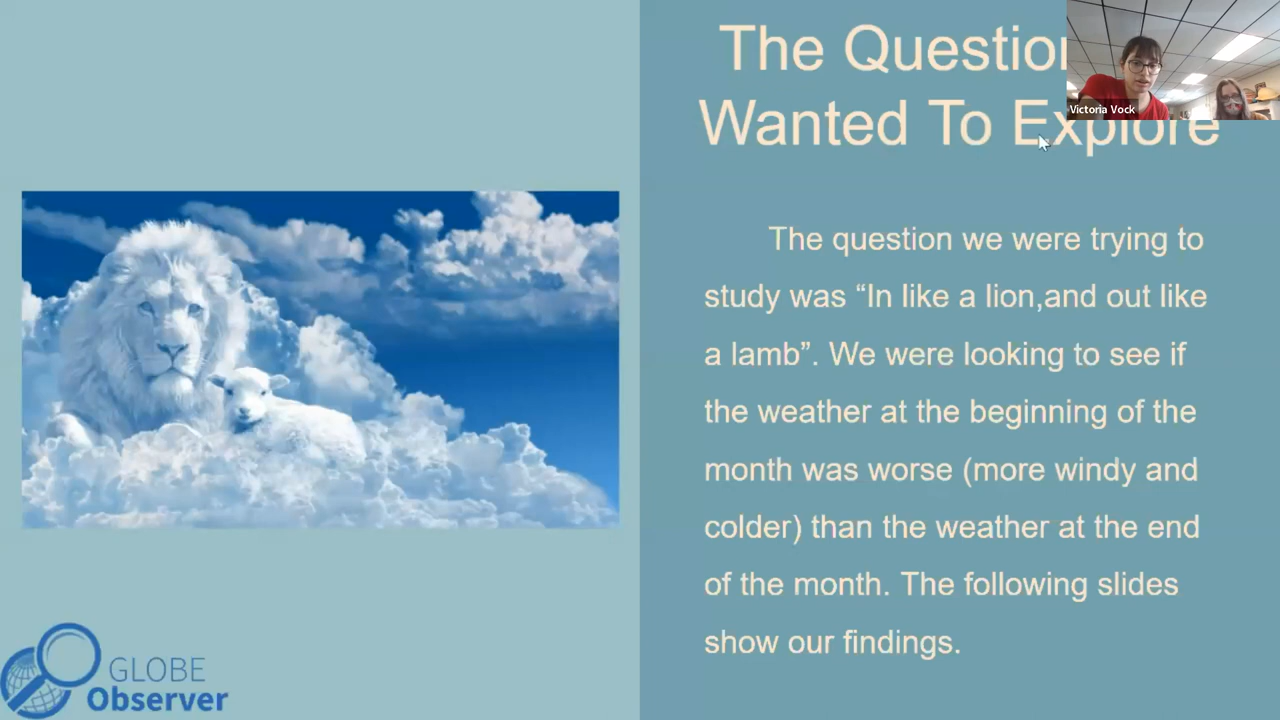 The Question
Wanted To Explore
Victoria Vock
The question we were trying to
study was “In like a lion,and out like
a lamb”. We were looking to see if
the weather at the beginning of the
month was worse (more windy and
colder) than the weather at the end
of the month. The following slides
show our findings.
GLOBE
Observer